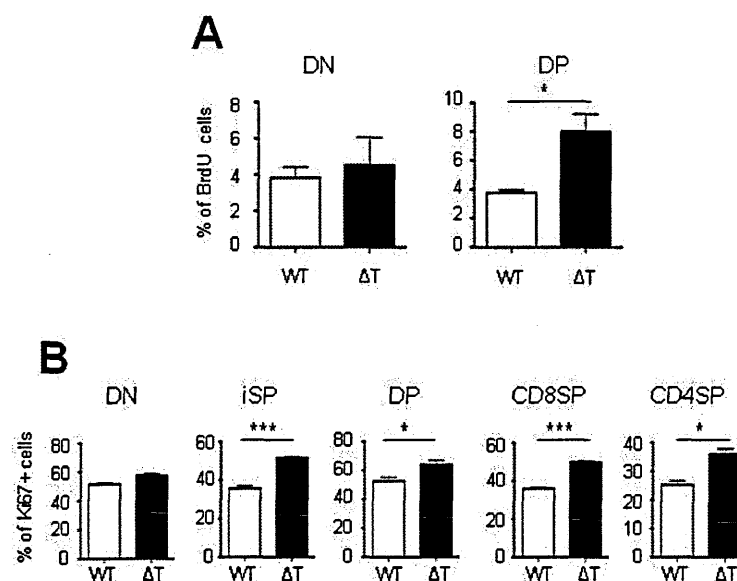 A
DN
DP
% of BrdU cells
8
6
4
2
0
WT
ΔT
10
8
6
4
2
0
*
WT
ΔT
B
DN
iSP
DP
CD8SP
CD4SP
% of Ki67+ cells
80
60
40
20
0
WT
ΔT
60
40
20
0
***
WT
ΔT
80
60
40
20
0
*
WT
ΔT
60
40
20
0
***
WT
ΔT
40
30
20
10
0
*
WT
ΔT